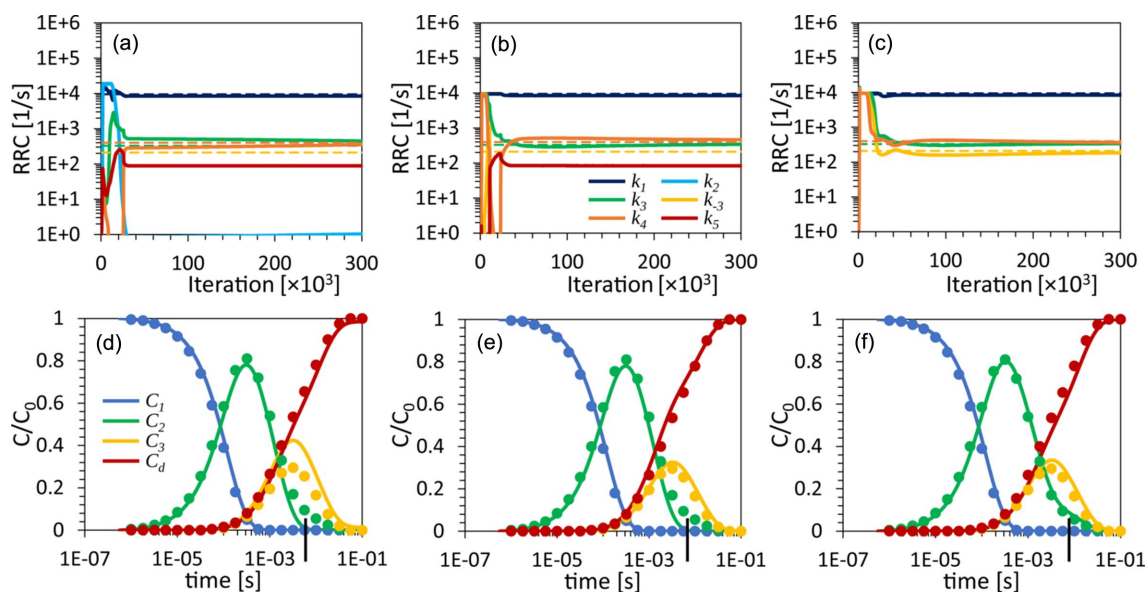 (a)
RRC [1/s]
1E+6
1E+5
1E+4
1E+3
1E+2
1E+1
1E+0
0 100 200 300
Iteration [×10³]
(b)
RRC [1/s]
1E+6
1E+5
1E+4
1E+3
1E+2
1E+1
1E+0
k₁ k₂
k₃ k₋₃
k₄ k₅
0 100 200 300
Iteration [×10³]
(c)
RRC [1/s]
1E+6
1E+5
1E+4
1E+3
1E+2
1E+1
1E+0
0 100 200 300
Iteration [×10³]
(d)
C/C₀
1
0.8
0.6
0.4
0.2
0
C₁
C₂
C₃
C_d
1E-07 1E-05 1E-03 1E-01
time [s]
(e)
C/C₀
1
0.8
0.6
0.4
0.2
0
1E-07 1E-05 1E-03 1E-01
time [s]
(f)
C/C₀
1
0.8
0.6
0.4
0.2
0
1E-07 1E-05 1E-03 1E-01
time [s]